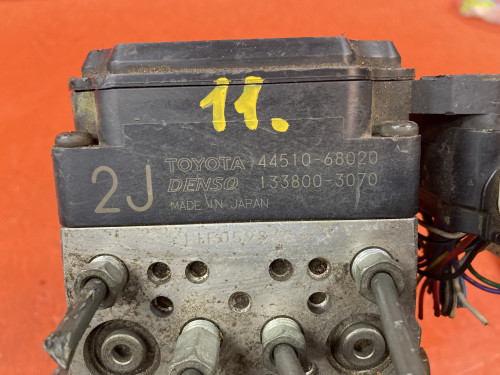 11.
TOYOTA 44510-68020
2J
DENSO 133800-3070
MADE IN JAPAN